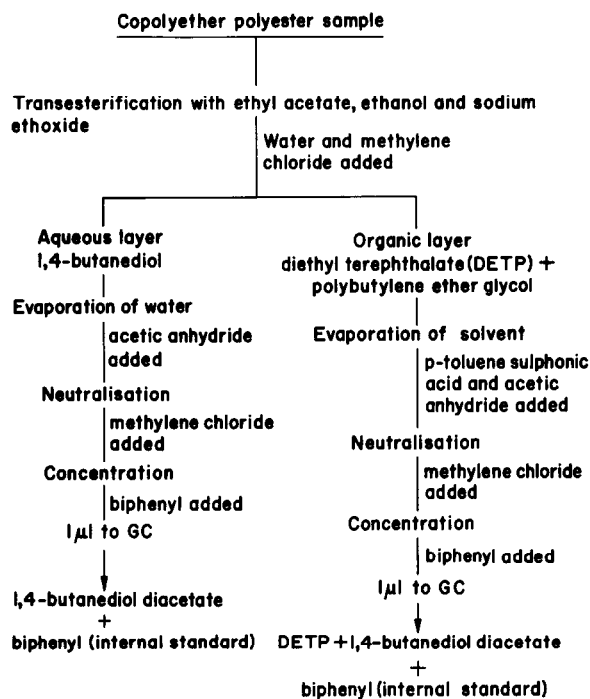 Copolyether polyester sample
Transesterification with ethyl acetate, ethanol and sodium
ethoxide
Water and methylene
chloride added
Aqueous layer
1,4-butanediol
Evaporation of water
acetic anhydride
added
Neutralisation
methylene chloride
added
Concentration
biphenyl added
1μl to GC
1,4-butanediol diacetate
+
biphenyl (internal standard)
Organic layer
diethyl terephthalate (DETP) +
polybutylene ether glycol
Evaporation of solvent
p-toluene sulphonic
acid and acetic
anhydride added
Neutralisation
methylene chloride
added
Concentration
biphenyl added
1μl to GC
DETP+1,4-butanediol diacetate
+
biphenyl (internal standard)